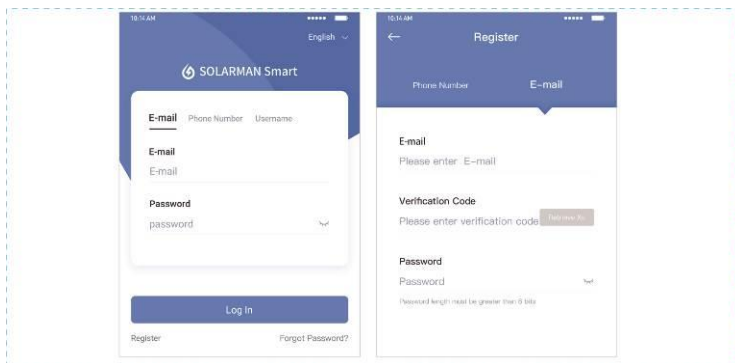 10:14 AM
English
SOLARMAN Smart
E-mail Phone Number Username
E-mail
E-mail
Password
password
Log In
Register Forgot Password?
10:14 AM
Register
Phone Number E-mail
E-mail
Please enter E-mail
Verification Code
Please enter verification code
Password
Password
Password length must be greater than 6 bits